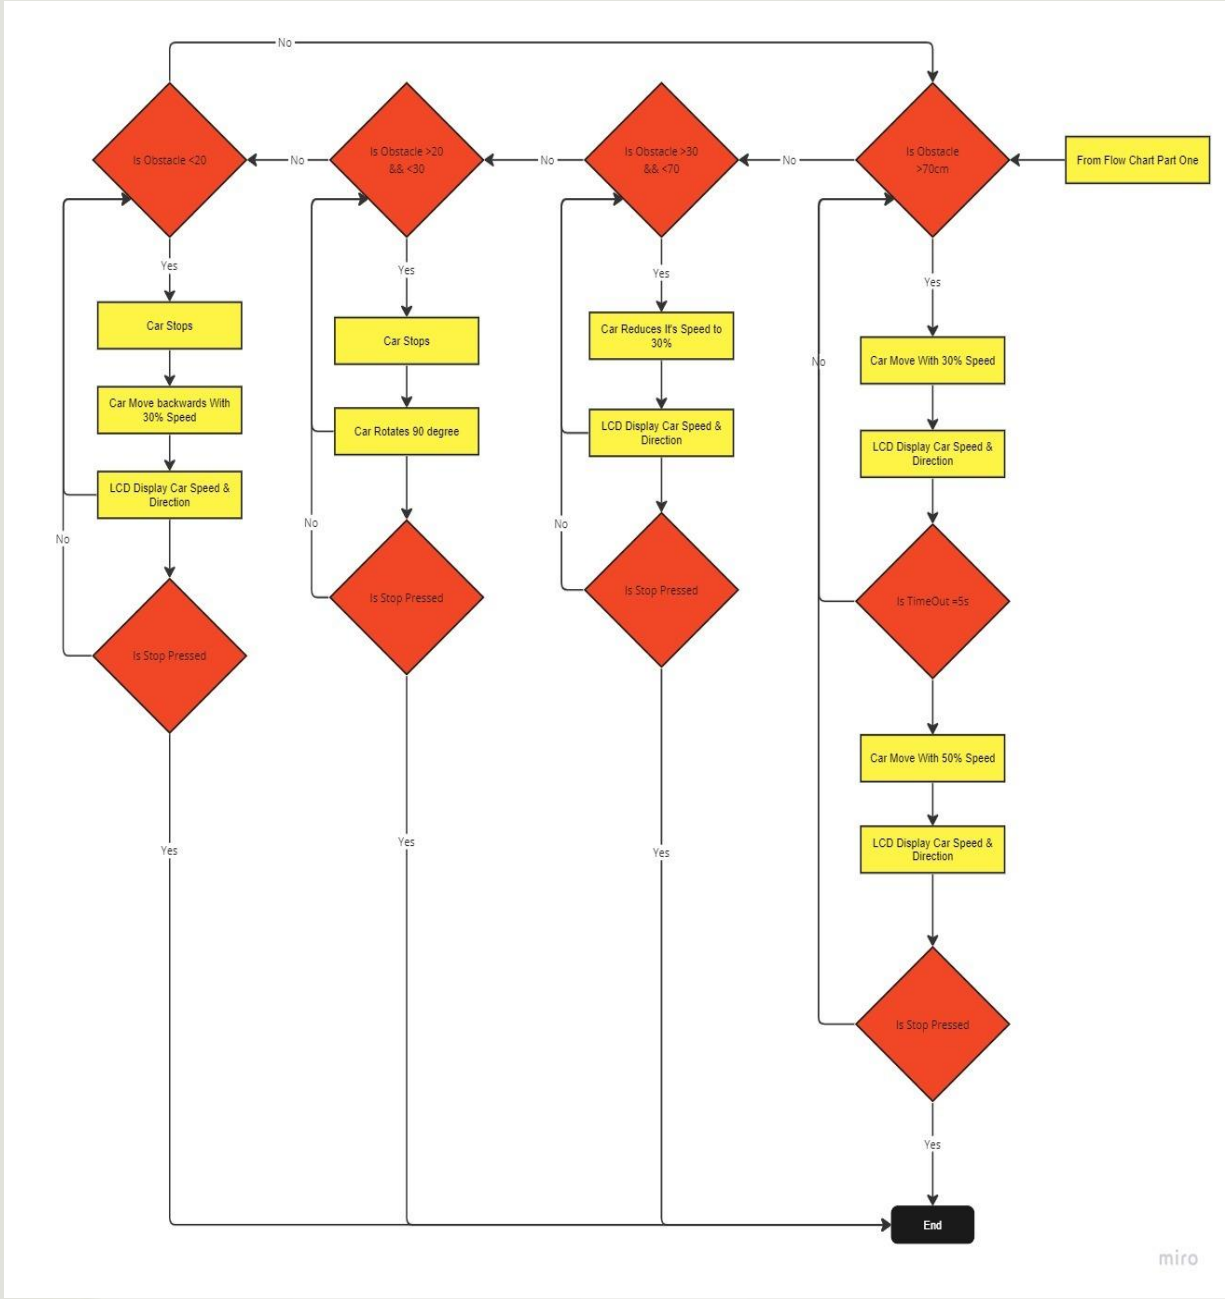 No
Is Obstacle <20
No
Is Obstacle >20
&& <30
No
Is Obstacle >30
&& <70
No
Is Obstacle
>70cm
From Flow Chart Part One
Yes
Car Stops
Car Move backwards With
30% Speed
LCD Display Car Speed &
Direction
No
Is Stop Pressed
Yes
Yes
Car Stops
Car Rotates 90 degree
No
Is Stop Pressed
Yes
Yes
Car Reduces It's Speed to
30%
LCD Display Car Speed &
Direction
No
Is Stop Pressed
Yes
Yes
Car Move With 30% Speed
No
LCD Display Car Speed &
Direction
Is TimeOut =5s
Car Move With 50% Speed
LCD Display Car Speed &
Direction
Is Stop Pressed
Yes
End
miro